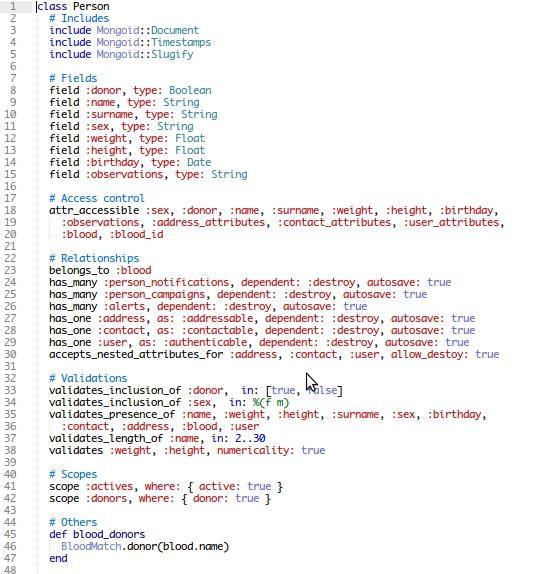 1 class Person
2 # Includes
3 include Mongoid::Document
4 include Mongoid::Timestamps
5 include Mongoid::Slugify
6
7 # Fields
8 field :donor, type: Boolean
9 field :name, type: String
10 field :surname, type: String
11 field :sex, type: String
12 field :weight, type: Float
13 field :height, type: Float
14 field :birthday, type: Date
15 field :observations, type: String
16
17 # Access control
18 attr_accessible :sex, :donor, :name, :surname, :weight, :height, :birthday,
19 :observations, :address_attributes, :contact_attributes, :user_attributes,
20 :blood, :blood_id
21
22 # Relationships
23 belongs_to :blood
24 has_many :person_notifications, dependent: :destroy, autosave: true
25 has_many :person_campaigns, dependent: :destroy, autosave: true
26 has_many :alerts, dependent: :destroy, autosave: true
27 has_one :address, as: :addressable, dependent: :destroy, autosave: true
28 has_one :contact, as: :contactable, dependent: :destroy, autosave: true
29 has_one :user, as: :authenticable, dependent: :destroy, autosave: true
30 accepts_nested_attributes_for :address, :contact, :user, allow_destoy: true
31
32 # Validations
33 validates_inclusion_of :donor, in: [true, false]
34 validates_inclusion_of :sex, in: %(f m)
35 validates_presence_of :name, :weight, :height, :surname, :sex, :birthday,
36 :contact, :address, :blood, :user
37 validates_length_of :name, in: 2..30
38 validates :weight, :height, numericality: true
39
40 # Scopes
41 scope :actives, where: { active: true }
42 scope :donors, where: { donor: true }
43
44 # Others
45 def blood_donors
46 BloodMatch.donor(blood.name)
47 end
48